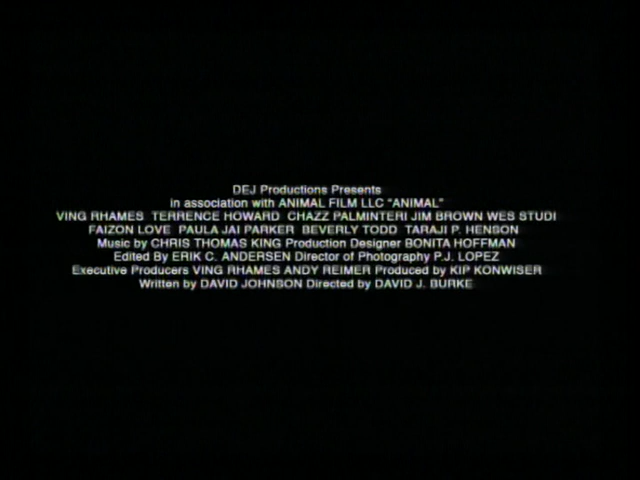 DEJ Productions Presents
in association with ANIMAL FILM LLC "ANIMAL"
VING RHAMES TERRENCE HOWARD CHAZZ PALMINTERI JIM BROWN WES STUDI
FAIZON LOVE PAULA JAI PARKER BEVERLY TODD TARAJI P. HENSON
Music by CHRIS THOMAS KING Production Designer BONITA HOFFMAN
Edited By ERIK C. ANDERSEN Director of Photography P.J. LOPEZ
Executive Producers VING RHAMES ANDY REIMER Produced by KIP KONWISER
Written by DAVID JOHNSON Directed by DAVID J. BURKE